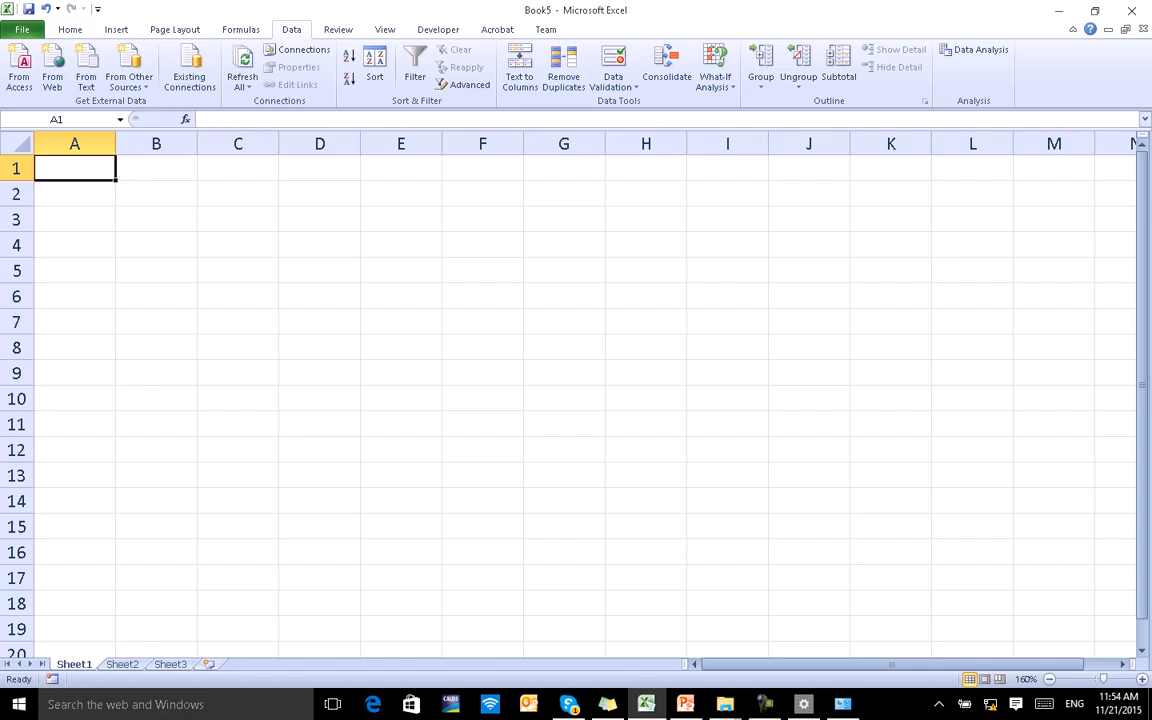 Book5 - Microsoft Excel
File Home Insert Page Layout Formulas Data Review View Developer Acrobat Team
From Access
From Web
From Text
From Other Sources
Existing Connections
Get External Data
Refresh All
Connections
Properties
Edit Links
Connections
Sort
Filter
Clear
Reapply
Advanced
Sort & Filter
Text to Columns
Remove Duplicates
Data Validation
Consolidate
What-If Analysis
Data Tools
Group
Ungroup
Subtotal
Show Detail
Hide Detail
Outline
Data Analysis
Analysis
A1 fx
A B C D E F G H I J K L M N
1
2
3
4
5
6
7
8
9
10
11
12
13
14
15
16
17
18
19
20
Sheet1 Sheet2 Sheet3
Ready 160%
Search the web and Windows
ENG
11:54 AM
11/21/2015